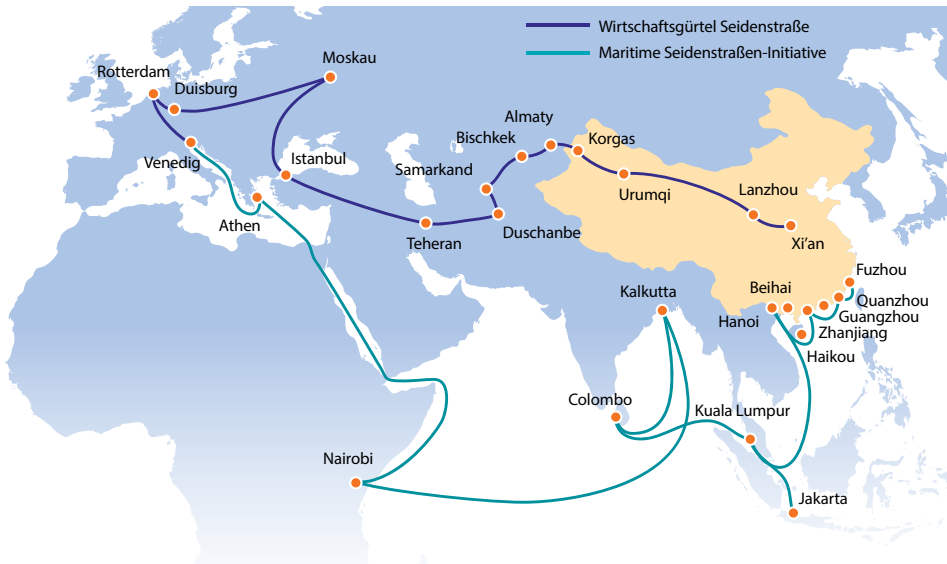 Wirtschaftsgürtel Seidenstraße
Maritime Seidenstraßen-Initiative
Moskau
Rotterdam
Duisburg
Almaty
Bischkek
Korgas
Venedig
Istanbul
Samarkand
Urumqi
Lanzhou
Athen
Teheran
Duschanbe
Xi’an
Fuzhou
Kalkutta
Beihai
Quanzhou
Hanoi
Guangzhou
Zhanjiang
Haikou
Colombo
Kuala Lumpur
Nairobi
Jakarta